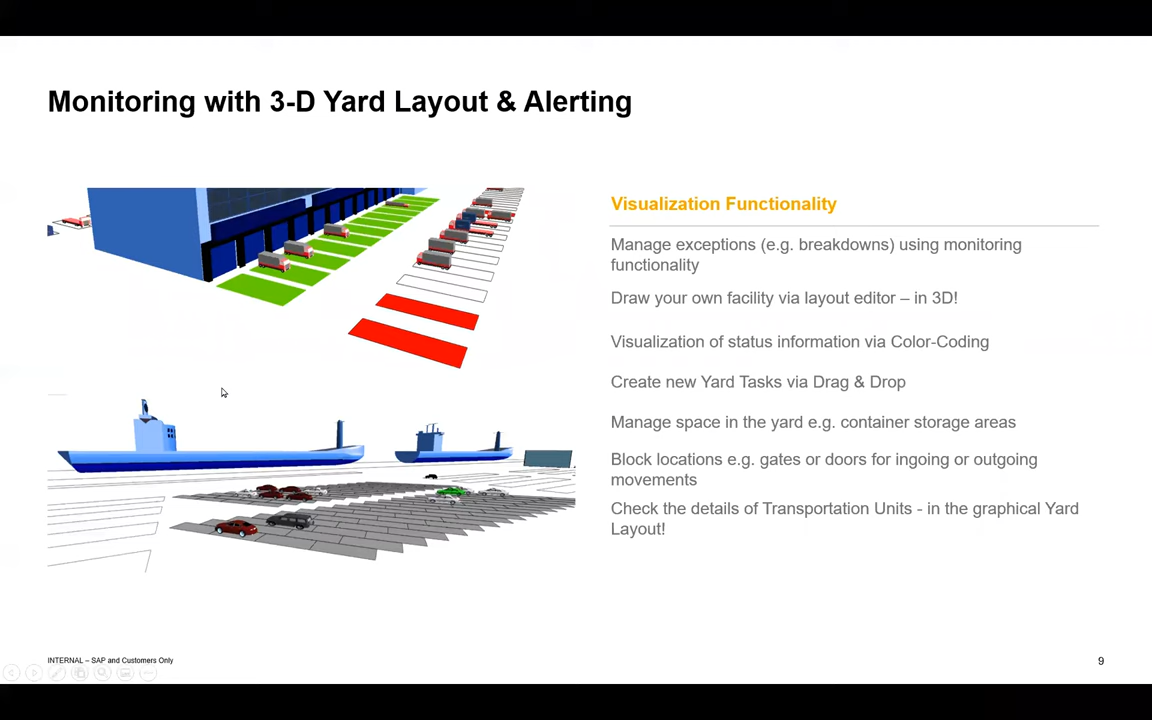 Monitoring with 3-D Yard Layout & Alerting
Visualization Functionality
Manage exceptions (e.g. breakdowns) using monitoring
functionality
Draw your own facility via layout editor – in 3D!
Visualization of status information via Color-Coding
Create new Yard Tasks via Drag & Drop
Manage space in the yard e.g. container storage areas
Block locations e.g. gates or doors for ingoing or outgoing
movements
Check the details of Transportation Units - in the graphical Yard
Layout!
INTERNAL – SAP and Customers Only
9